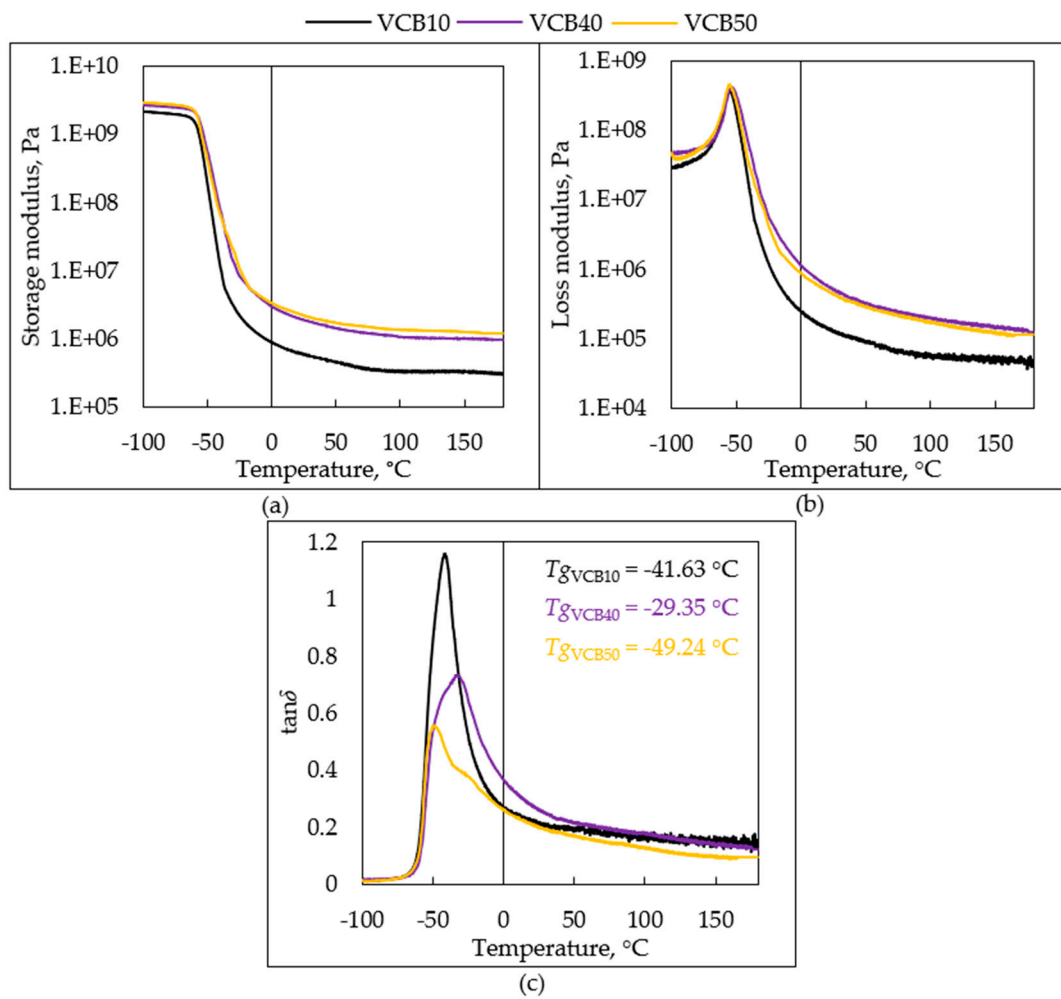 VCB10 VCB40 VCB50
1.E+10
1.E+09
1.E+08
1.E+07
1.E+06
1.E+05
Storage modulus, Pa
-100 -50 0 50 100 150
Temperature, °C
(a)
1.E+09
1.E+08
1.E+07
1.E+06
1.E+05
1.E+04
Loss modulus, Pa
-100 -50 0 50 100 150
Temperature, °C
(b)
1.2
1
0.8
0.6
0.4
0.2
0
tanδ
TgVCB10 = -41.63 °C
TgVCB40 = -29.35 °C
TgVCB50 = -49.24 °C
-100 -50 0 50 100 150
Temperature, °C
(c)